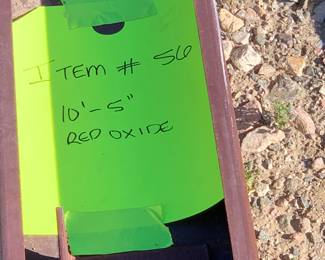 ITEM # 56
10'-5"
RED OXIDE